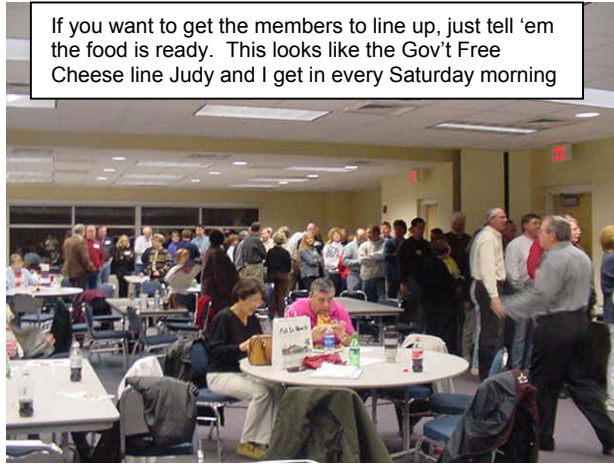 If you want to get the members to line up, just tell ‘em
the food is ready.  This looks like the Gov’t Free
Cheese line Judy and I get in every Saturday morning